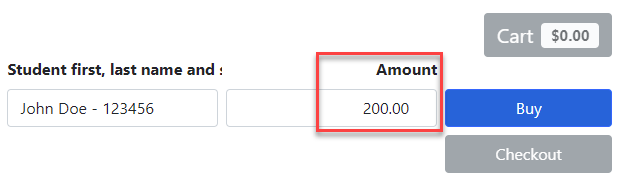 Cart $0.00
Student first, last name and s Amount
John Doe - 123456 200.00 Buy
Checkout